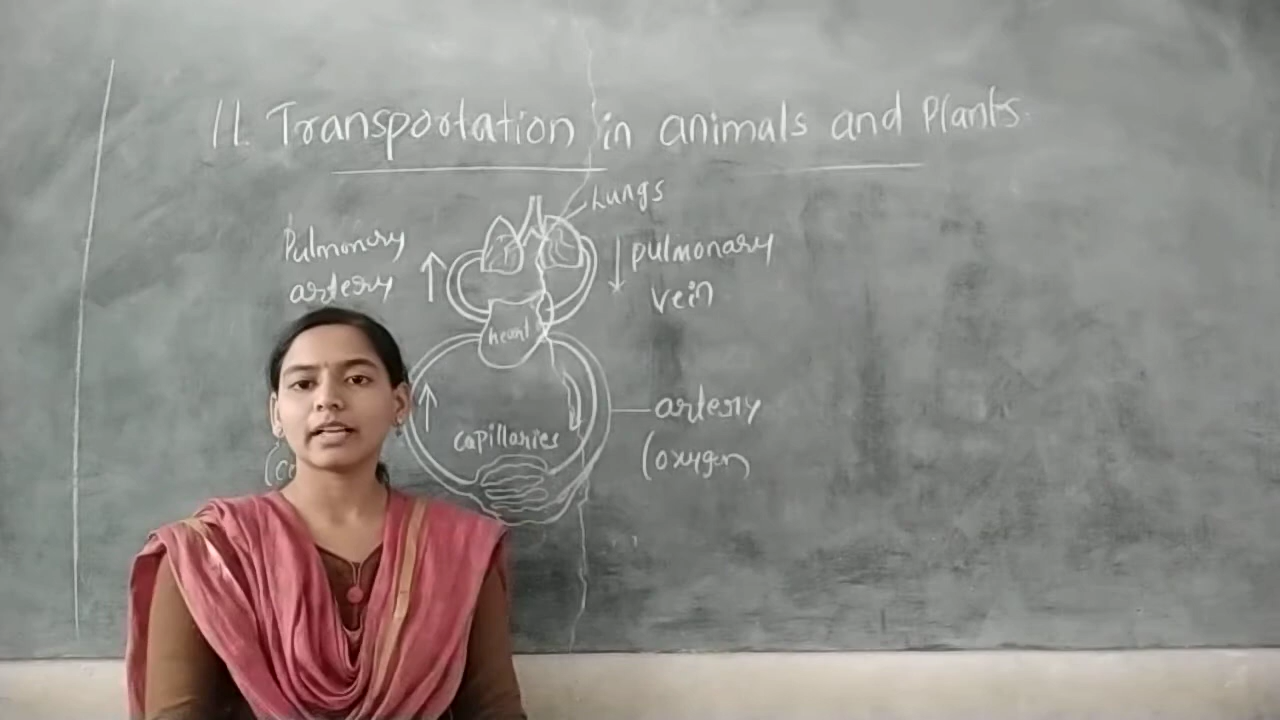 11. Transportation in animals and Plants.
Lungs
Pulmonary
artery
pulmonary
vein
heart
artery
capillaries
(oxygen)